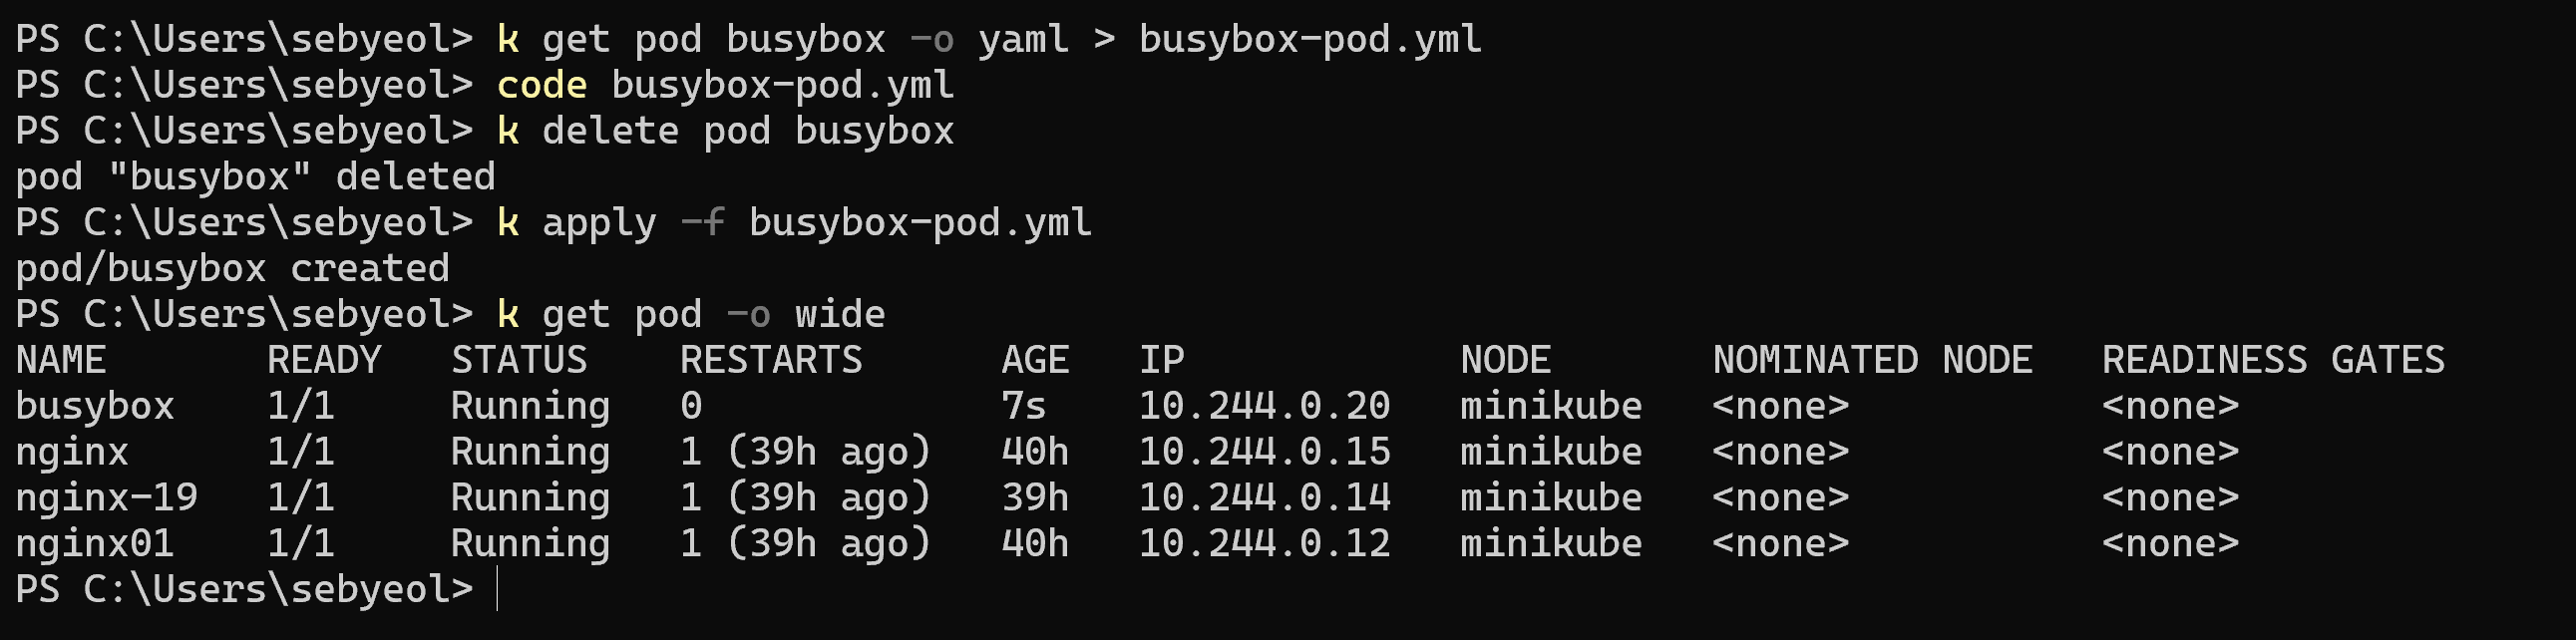 PS C:\Users\sebyeol> k get pod busybox -o yaml > busybox-pod.yml
PS C:\Users\sebyeol> code busybox-pod.yml
PS C:\Users\sebyeol> k delete pod busybox
pod "busybox" deleted
PS C:\Users\sebyeol> k apply -f busybox-pod.yml
pod/busybox created
PS C:\Users\sebyeol> k get pod -o wide
NAME       READY   STATUS    RESTARTS      AGE   IP            NODE       NOMINATED NODE   READINESS GATES
busybox    1/1     Running   0             7s    10.244.0.20   minikube   <none>           <none>
nginx      1/1     Running   1 (39h ago)   40h   10.244.0.15   minikube   <none>           <none>
nginx-19   1/1     Running   1 (39h ago)   39h   10.244.0.14   minikube   <none>           <none>
nginx01    1/1     Running   1 (39h ago)   40h   10.244.0.12   minikube   <none>           <none>
PS C:\Users\sebyeol>